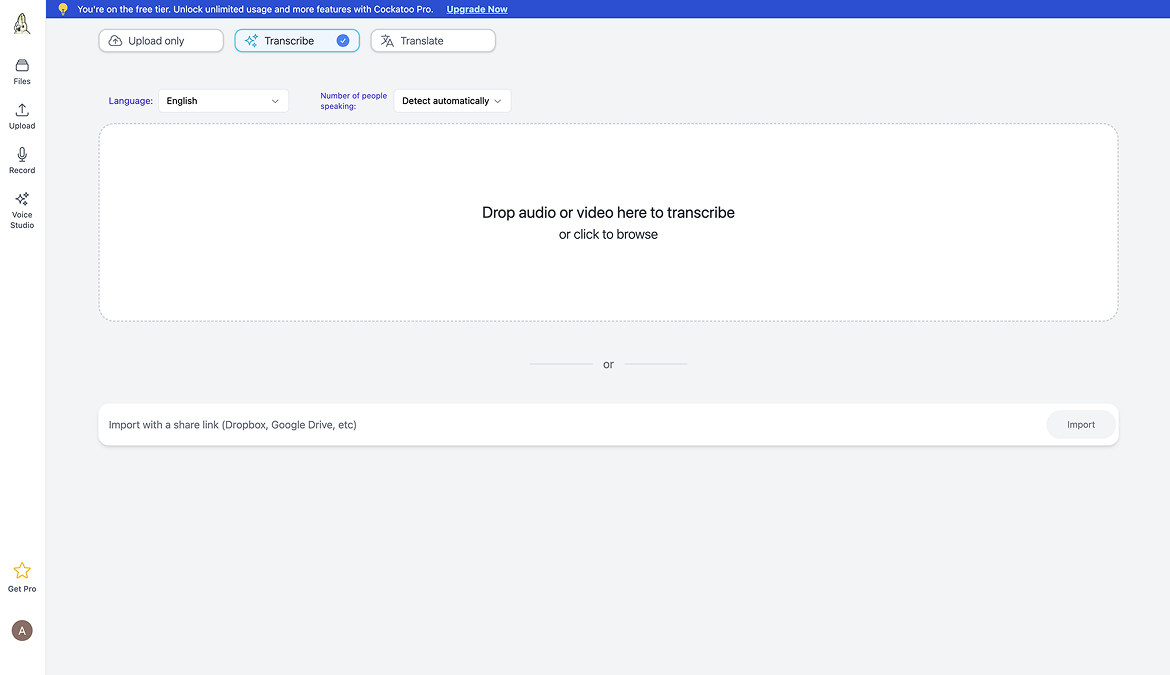 You're on the free tier. Unlock unlimited usage and more features with Cockatoo Pro. Upgrade Now
Upload only
Transcribe
Translate
Files
Upload
Record
Voice
Studio
Language:
English
Number of people
speaking:
Detect automatically
Drop audio or video here to transcribe
or click to browse
or
Import with a share link (Dropbox, Google Drive, etc)
Import
Get Pro
A